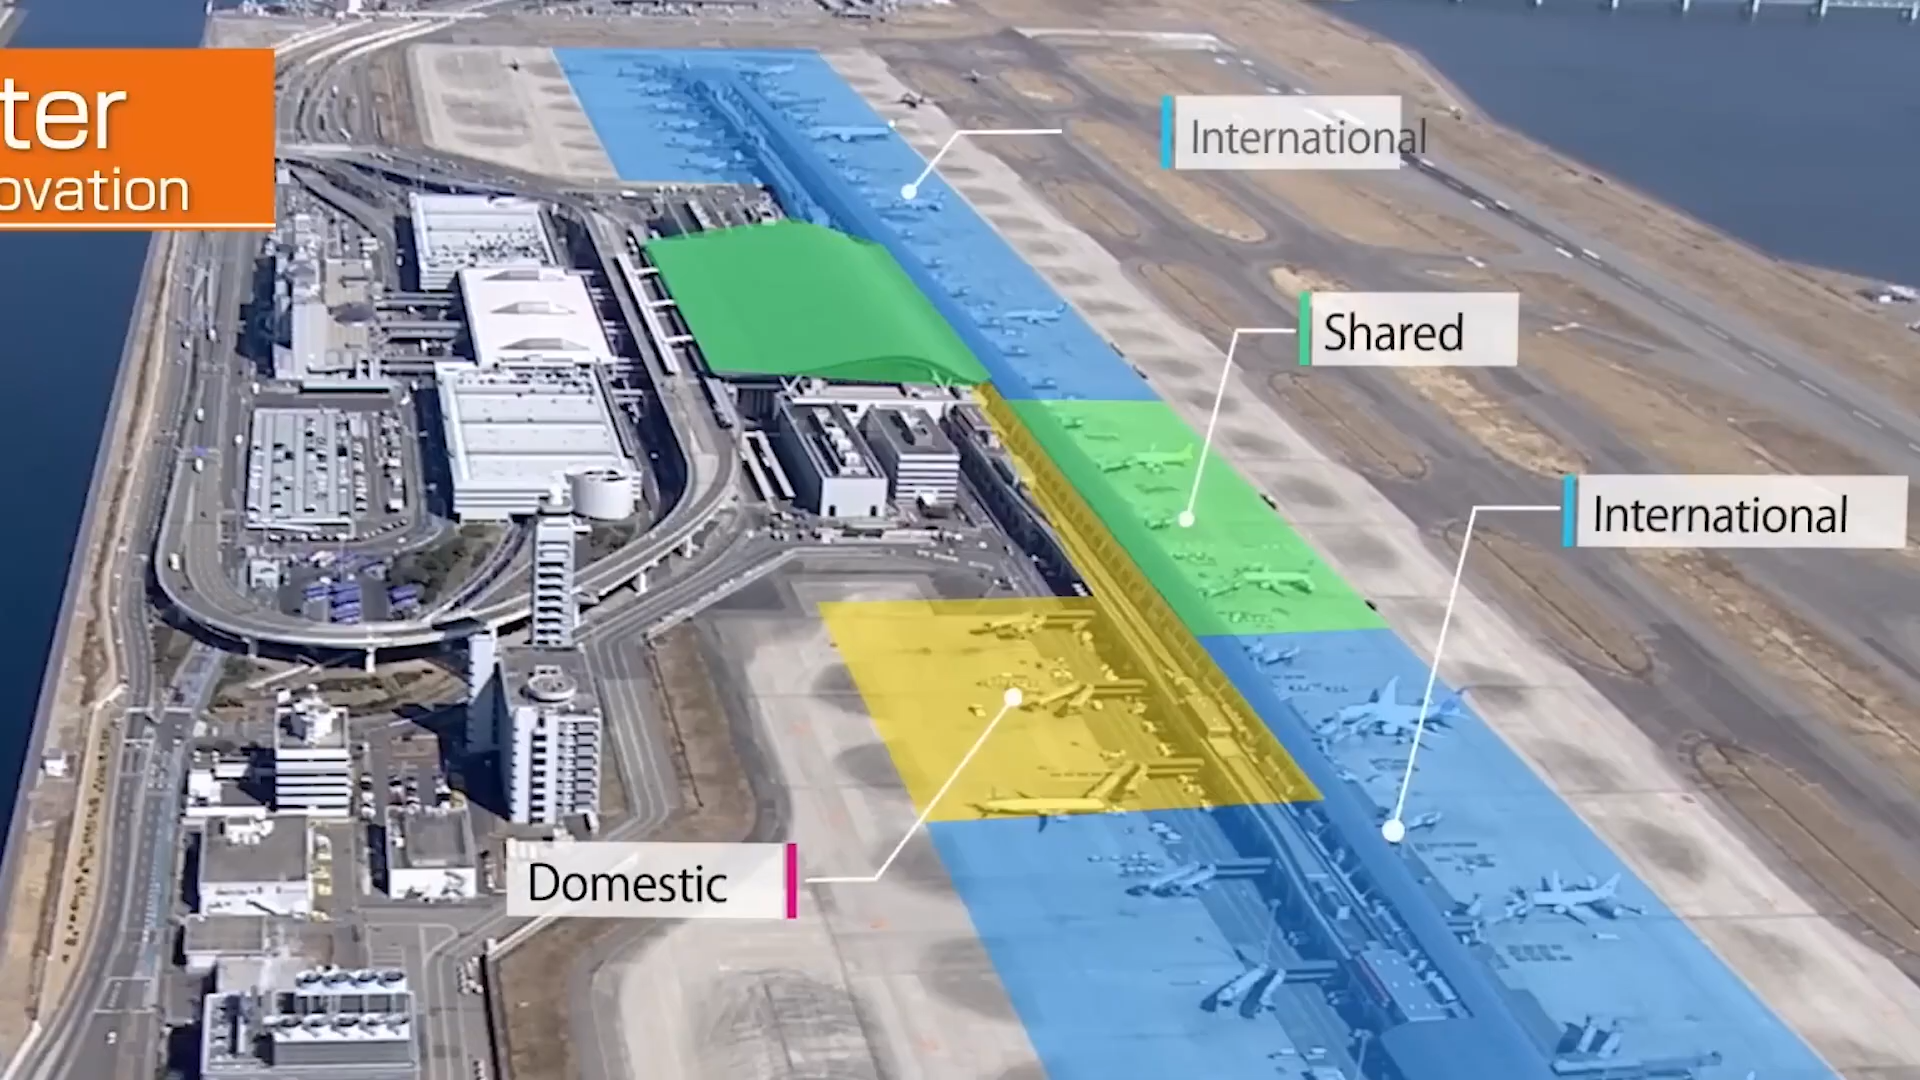 ter
ovation
International
Shared
International
Domestic